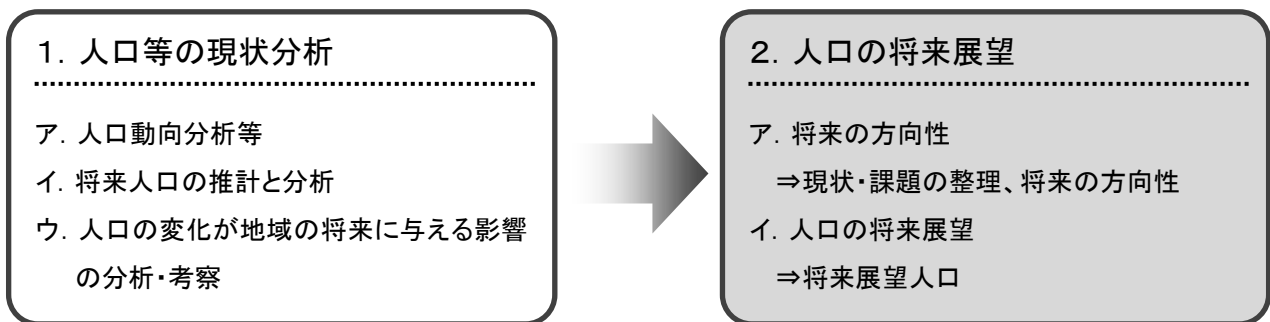 １．人口等の現状分析
ア．人口動向分析等
イ．将来人口の推計と分析
ウ．人口の変化が地域の将来に与える影響
の分析・考察
２．人口の将来展望
ア．将来の方向性
⇒現状・課題の整理、将来の方向性
イ．人口の将来展望
⇒将来展望人口